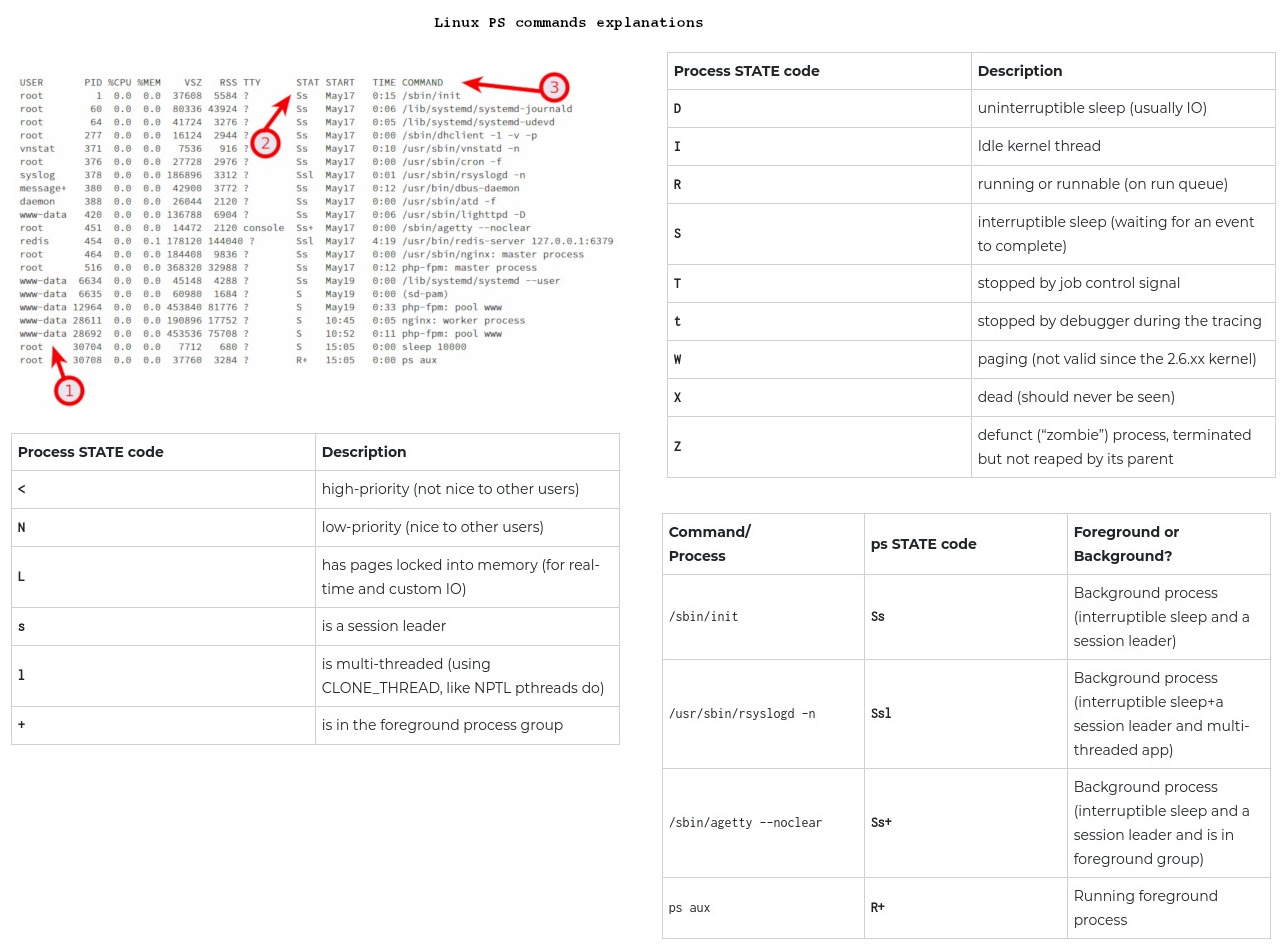 Linux PS commands explanations
USER PID %CPU %MEM VSZ RSS TTY STAT START TIME COMMAND
root 1 0.0 0.0 37608 5584 ? Ss May17 0:15 /sbin/init
root 60 0.0 0.0 80336 43924 ? Ss May17 0:06 /lib/systemd/systemd-journald
root 64 0.0 0.0 41724 3276 ? Ss May17 0:05 /lib/systemd/systemd-udevd
root 277 0.0 0.0 16124 2944 ? Ss May17 0:00 /sbin/dhclient -1 -v -p
vnstat 371 0.0 0.0 7536 916 ? Ss May17 0:10 /usr/sbin/vnstatd -n
root 376 0.0 0.0 27728 2976 ? Ss May17 0:00 /usr/sbin/cron -f
syslog 378 0.0 0.0 186896 3312 ? Ssl May17 0:01 /usr/sbin/rsyslogd -n
message+ 380 0.0 0.0 42900 3772 ? Ss May17 0:12 /usr/bin/dbus-daemon
daemon 388 0.0 0.0 26044 2120 ? Ss May17 0:00 /usr/sbin/atd -f
www-data 420 0.0 0.0 136788 6904 ? Ss May17 0:06 /usr/sbin/lighttpd -D
root 451 0.0 0.0 14472 2120 console Ss+ May17 0:00 /sbin/agetty --noclear
redis 454 0.0 0.1 178120 144040 ? Ssl May17 4:19 /usr/bin/redis-server 127.0.0.1:6379
root 464 0.0 0.0 184408 9836 ? Ss May17 0:00 /usr/sbin/nginx: master process
root 516 0.0 0.0 368320 32988 ? Ss May17 0:12 php-fpm: master process
www-data 6634 0.0 0.0 45148 4288 ? Ss May19 0:00 /lib/systemd/systemd --user
www-data 6635 0.0 0.0 60980 1684 ? S May19 0:00 (sd-pam)
www-data 12964 0.0 0.0 453840 81776 ? S May19 0:33 php-fpm: pool www
www-data 28611 0.0 0.0 190896 17752 ? S 10:45 0:05 nginx: worker process
www-data 28692 0.0 0.0 453536 75708 ? S 10:52 0:11 php-fpm: pool www
root 30704 0.0 0.0 7712 680 ? S 15:05 0:00 sleep 10000
root 30708 0.0 0.0 37760 3284 ? R+ 15:05 0:00 ps aux
1
2
3
Process STATE code Description
< high-priority (not nice to other users)
N low-priority (nice to other users)
L has pages locked into memory (for real-
time and custom IO)
s is a session leader
l is multi-threaded (using
CLONE_THREAD, like NPTL pthreads do)
+ is in the foreground process group
Process STATE code Description
D uninterruptible sleep (usually IO)
I Idle kernel thread
R running or runnable (on run queue)
S interruptible sleep (waiting for an event
to complete)
T stopped by job control signal
t stopped by debugger during the tracing
W paging (not valid since the 2.6.xx kernel)
X dead (should never be seen)
Z defunct (“zombie”) process, terminated
but not reaped by its parent
Command/
Process
ps STATE code
Foreground or
Background?
/sbin/init
Ss
Background process
(interruptible sleep and a
session leader)
/usr/sbin/rsyslogd -n
Ssl
Background process
(interruptible sleep+a
session leader and multi-
threaded app)
/sbin/agetty --noclear
Ss+
Background process
(interruptible sleep and a
session leader and is in
foreground group)
ps aux
R+
Running foreground
process